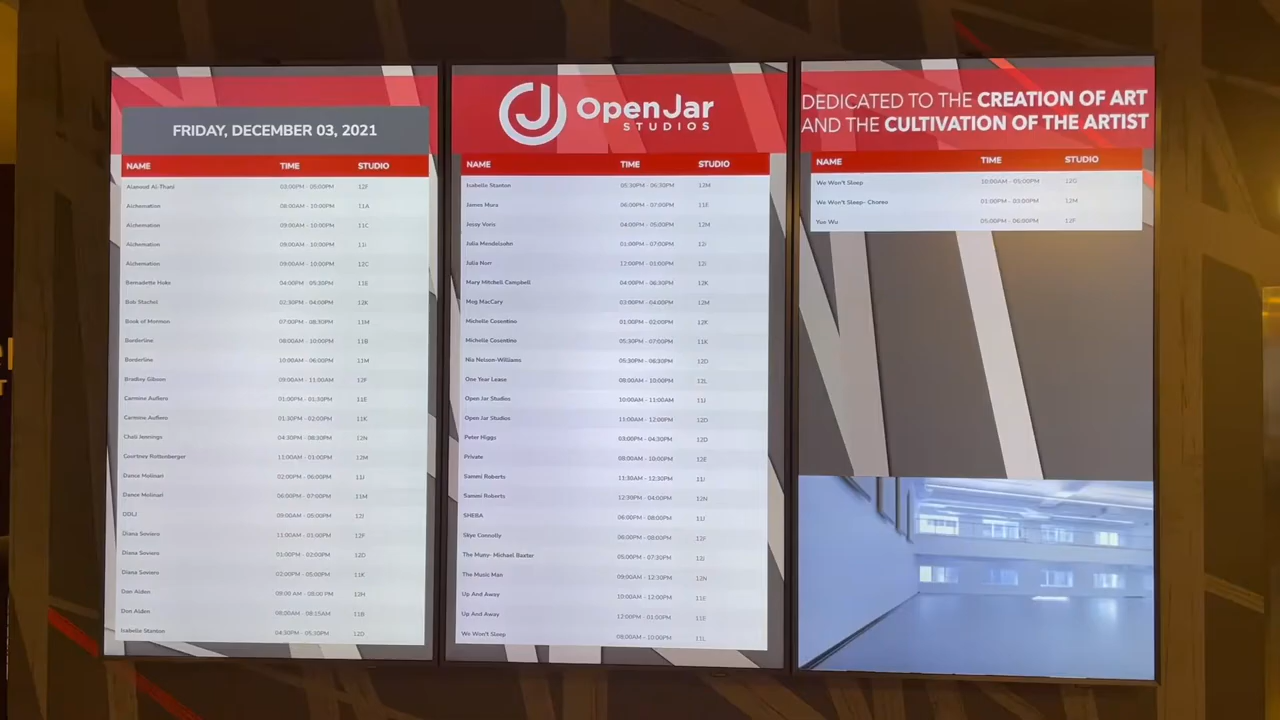 FRIDAY, DECEMBER 03, 2021
NAME TIME STUDIO
Alanwed Al-Thani 03:00PM - 05:00PM 12F
Alchemation 08:00AM - 10:00PM 11A
Alchemation 09:00AM - 10:00PM 11C
Alchemation 09:00AM - 10:00PM 11I
Alchemation 09:00AM - 10:00PM 12C
Bernadette 04:00PM - 05:30PM 11E
Bob Stachel 02:30PM - 04:00PM 12K
Book of Mormon 07:00PM - 08:30PM 11M
Borderline 08:00AM - 10:00PM 11B
Borderline 10:00AM - 06:00PM 11M
Bradley Gibson 09:00AM - 11:00AM 12F
Carmine Aufiero 01:00PM - 01:30PM 11E
Carmine Aufiero 01:30PM - 02:00PM 11K
Chad Jennings 04:30PM - 08:30PM 12N
Courtney Rottenberger 11:00AM - 01:00PM 12M
Dance Molinari 02:00PM - 06:00PM 11J
Dance Molinari 06:00PM - 07:00PM 11M
ODLI 09:00AM - 05:00PM 12I
Diana Soviero 11:00AM - 01:00PM 12F
Diana Soviero 01:00PM - 02:00PM 12D
Diana Soviero 02:00PM - 05:00PM 11K
Don Alden 09:00 AM - 08:00 PM 12H
Don Alden 08:00AM - 08:15AM 11B
Isabelle Stanton 04:30PM - 05:30PM 12D
OpenJar
STUDIOS
NAME TIME STUDIO
Isabelle Stanton 05:30PM - 06:30PM 12M
James Mura 06:00PM - 07:00PM 11E
Jessy Voris 04:00PM - 05:00PM 12M
Julia Mendelsohn 01:00PM - 07:00PM 12I
Julia Norr 12:00PM - 01:00PM 12I
Mary Mitchell Campbell 04:00PM - 06:30PM 12K
Meg MacCary 03:00PM - 04:00PM 12M
Michelle Cosentino 01:00PM - 02:00PM 12K
Michelle Cosentino 05:30PM - 07:00PM 11K
Nia Nelson-Williams 05:30PM - 06:30PM 12D
One Year Lease 08:00AM - 10:00PM 12L
Open Jar Studios 10:00AM - 11:00AM 11J
Open Jar Studios 11:00AM - 12:00PM 12D
Peter Higgs 03:00PM - 04:30PM 12D
Private 08:00AM - 10:00PM 12E
Sammi Roberts 11:30AM - 12:30PM 11J
Sammi Roberts 12:30PM - 04:00PM 12N
SHEBA 06:00PM - 08:00PM 11J
Skye Connolly 06:00PM - 08:00PM 12F
The Muny- Michael Baxter 05:00PM - 07:30PM 12J
The Music Man 09:00AM - 12:30PM 12N
Up And Away 10:00AM - 12:00PM 11E
Up And Away 12:00PM - 01:00PM 11E
We Won't Sleep 08:00AM - 10:00PM 11L
DEDICATED TO THE CREATION OF ART
AND THE CULTIVATION OF THE ARTIST
NAME TIME STUDIO
We Won't Sleep 10:00AM - 05:00PM 12G
We Won't Sleep- Choreo 01:00PM - 03:00PM 12M
Yue Wu 05:00PM - 06:00PM 12F